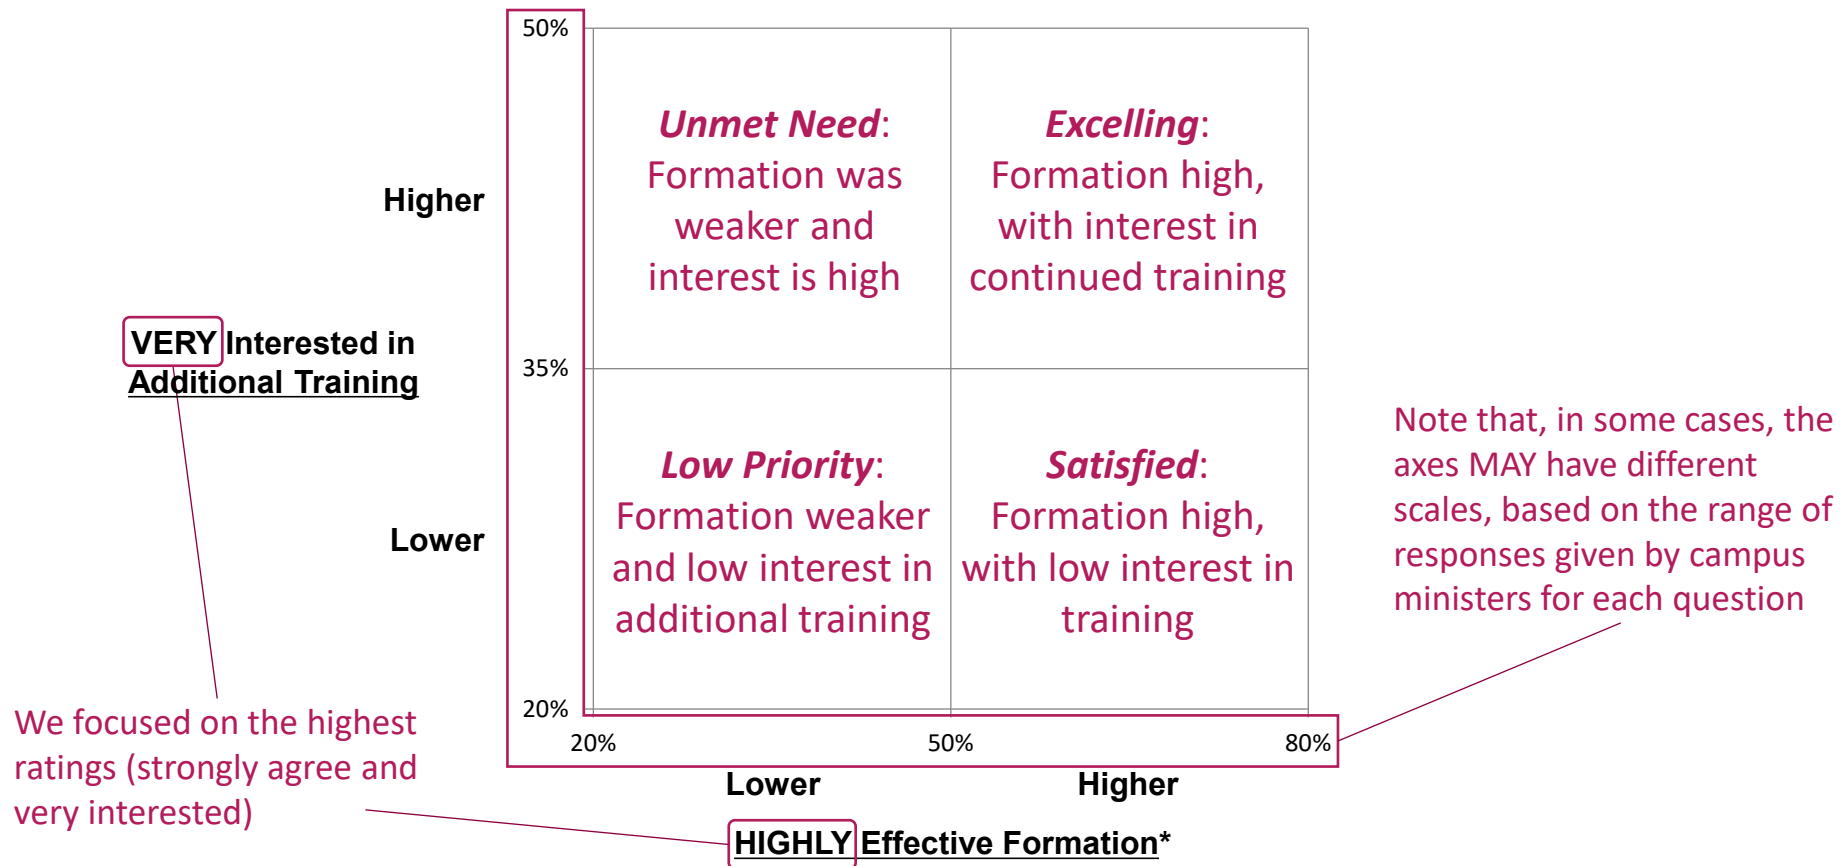 50%
Unmet Need:
Formation was
weaker and
interest is high
Excelling:
Formation high,
with interest in
continued training
Higher
VERY Interested in
Additional Training
35%
Low Priority:
Formation weaker
and low interest in
additional training
Satisfied:
Formation high,
with low interest in
training
Lower
Note that, in some cases, the
axes MAY have different
scales, based on the range of
responses given by campus
ministers for each question
20%
20%
50%
80%
Lower
Higher
HIGHLY Effective Formation*
We focused on the highest
ratings (strongly agree and
very interested)